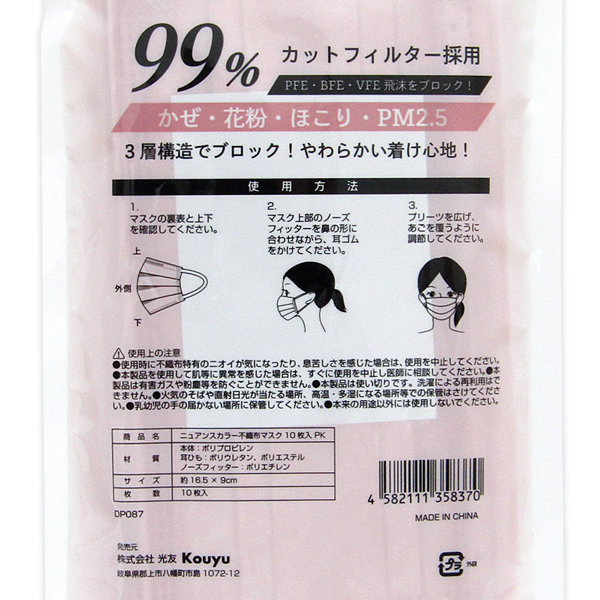 99% カットフィルター採用
PFE・BFE・VFE 飛沫をブロック!
かぜ・花粉・ほこり・PM2.5
3層構造でブロック!やわらかい着け心地!
使用方法
1.
マスクの裏表と上下
を確認してください。
上
外側
下
2.
マスク上部のノーズ
フィッターを鼻の形に
合わせながら、耳ゴム
をかけてください。
3.
プリーツを広げ、
あごを覆うように
調節してください。
⚠使用上の注意
●使用時に不織布特有のニオイが気になったり、息苦しさを感じた場合は、使用を中止してください。
●本製品を使用して肌等に異常を感じた場合は、すぐに使用を中止し医師に相談してください。●本
製品は有害ガスや粉塵等を防ぐことができません。●本製品は使い切りです。洗濯による再利用はで
きません。●火気のそばや直射日光が当たる場所、高温・多湿になる場所等での保管はさけてくださ
い。●乳幼児の手の届かない場所に保管してください。●本来の用途以外には使用しないでください。
商品名 ニュアンスカラー不織布マスク10枚入 PK
材質 本体:ポリプロピレン
耳ひも:ポリウレタン、ポリエステル
ノーズフィッター:ポリエチレン
サイズ 約16.5×9cm
枚数 10枚入
DP087
4 582111 358370
MADE IN CHINA
発売元
株式会社 光友 Kouyu
岐阜県郡上市八幡町市島 1072-12
プラ 外袋